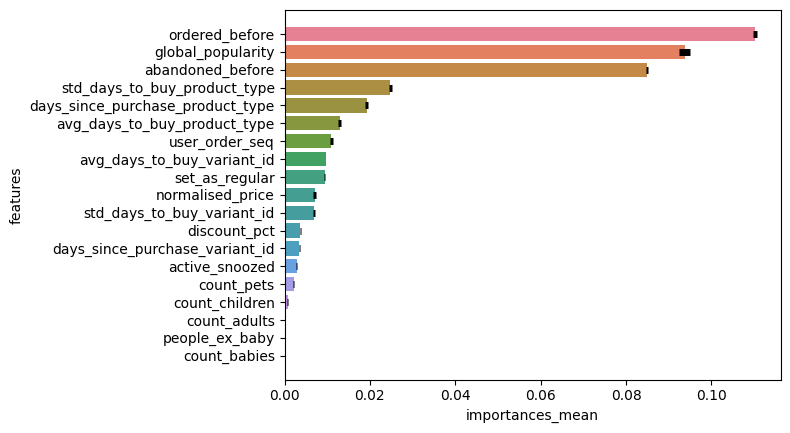 ordered_before
global_popularity
abandoned_before
std_days_to_buy_product_type
days_since_purchase_product_type
avg_days_to_buy_product_type
user_order_seq
avg_days_to_buy_variant_id
set_as_regular
normalised_price
std_days_to_buy_variant_id
discount_pct
days_since_purchase_variant_id
active_snoozed
count_pets
count_children
count_adults
people_ex_baby
count_babies
features
0.00 0.02 0.04 0.06 0.08 0.10
importances_mean